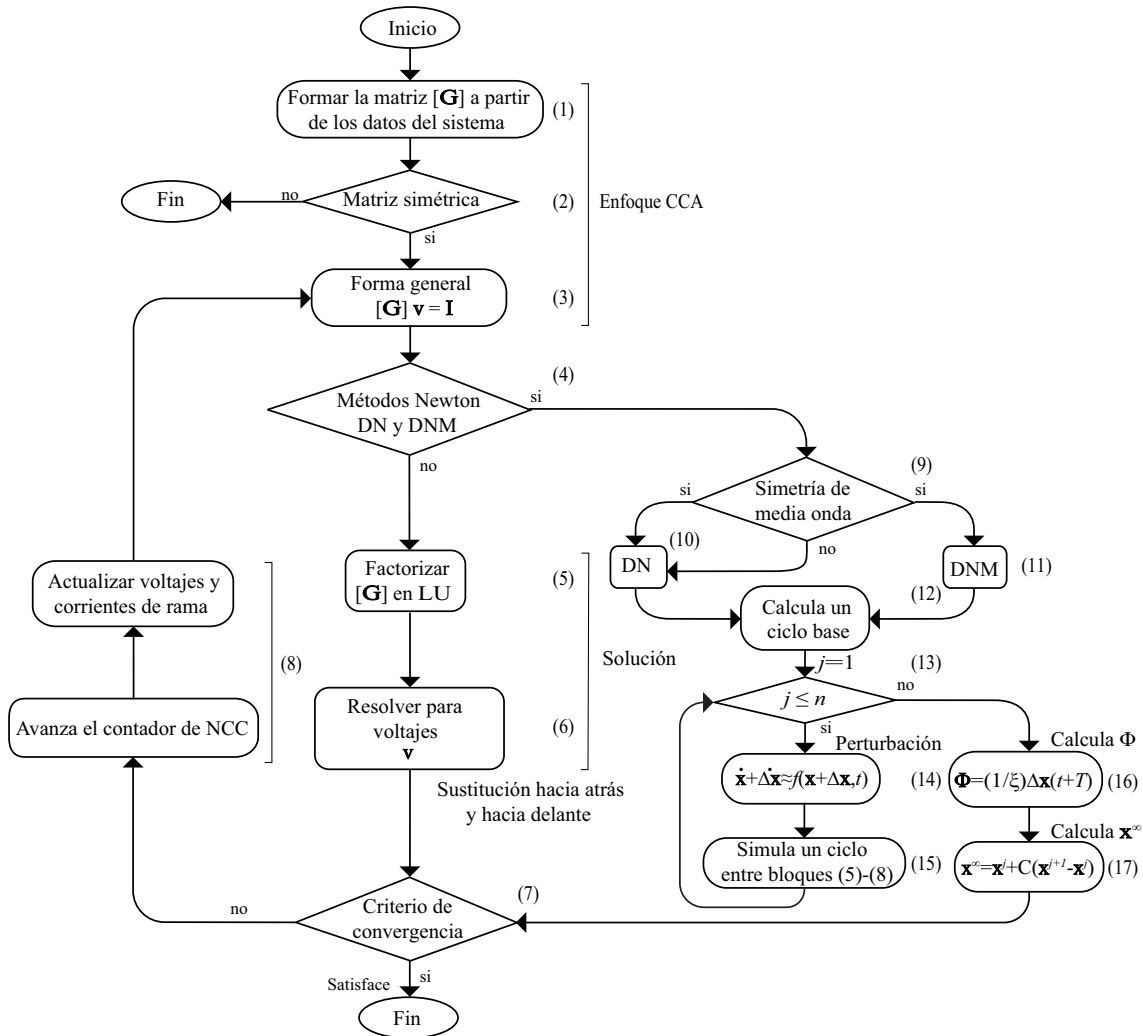 Inicio
Formar la matriz [G] a partir
de los datos del sistema
(1)
Fin
no
Matriz simétrica
(2)
Enfoque CCA
si
Forma general
[G] v = I
(3)
(4)
Métodos Newton
DN y DNM
si
no
(9)
Simetría de
media onda
si
si
no
(10)
DN
DNM
(11)
Factorizar
[G] en LU
(5)
Actualizar voltajes y
corrientes de rama
(8)
Calcula un
ciclo base
(12)
Solución
j=1
(13)
j ≤ n
no
si
Resolver para
voltajes
v
(6)
Avanza el contador de NCC
Perturbación
Calcula Φ
ẋ+Δẋ≈f(x+Δx,t)
(14)
Φ=(1/ξ)Δx(t+T)
(16)
Sustitución hacia atrás
y hacia delante
Calcula x∞
Simula un ciclo
entre bloques (5)-(8)
(15)
x∞=xj+C(xj+1-xj)
(17)
(7)
Criterio de
convergencia
no
Satisface
si
Fin